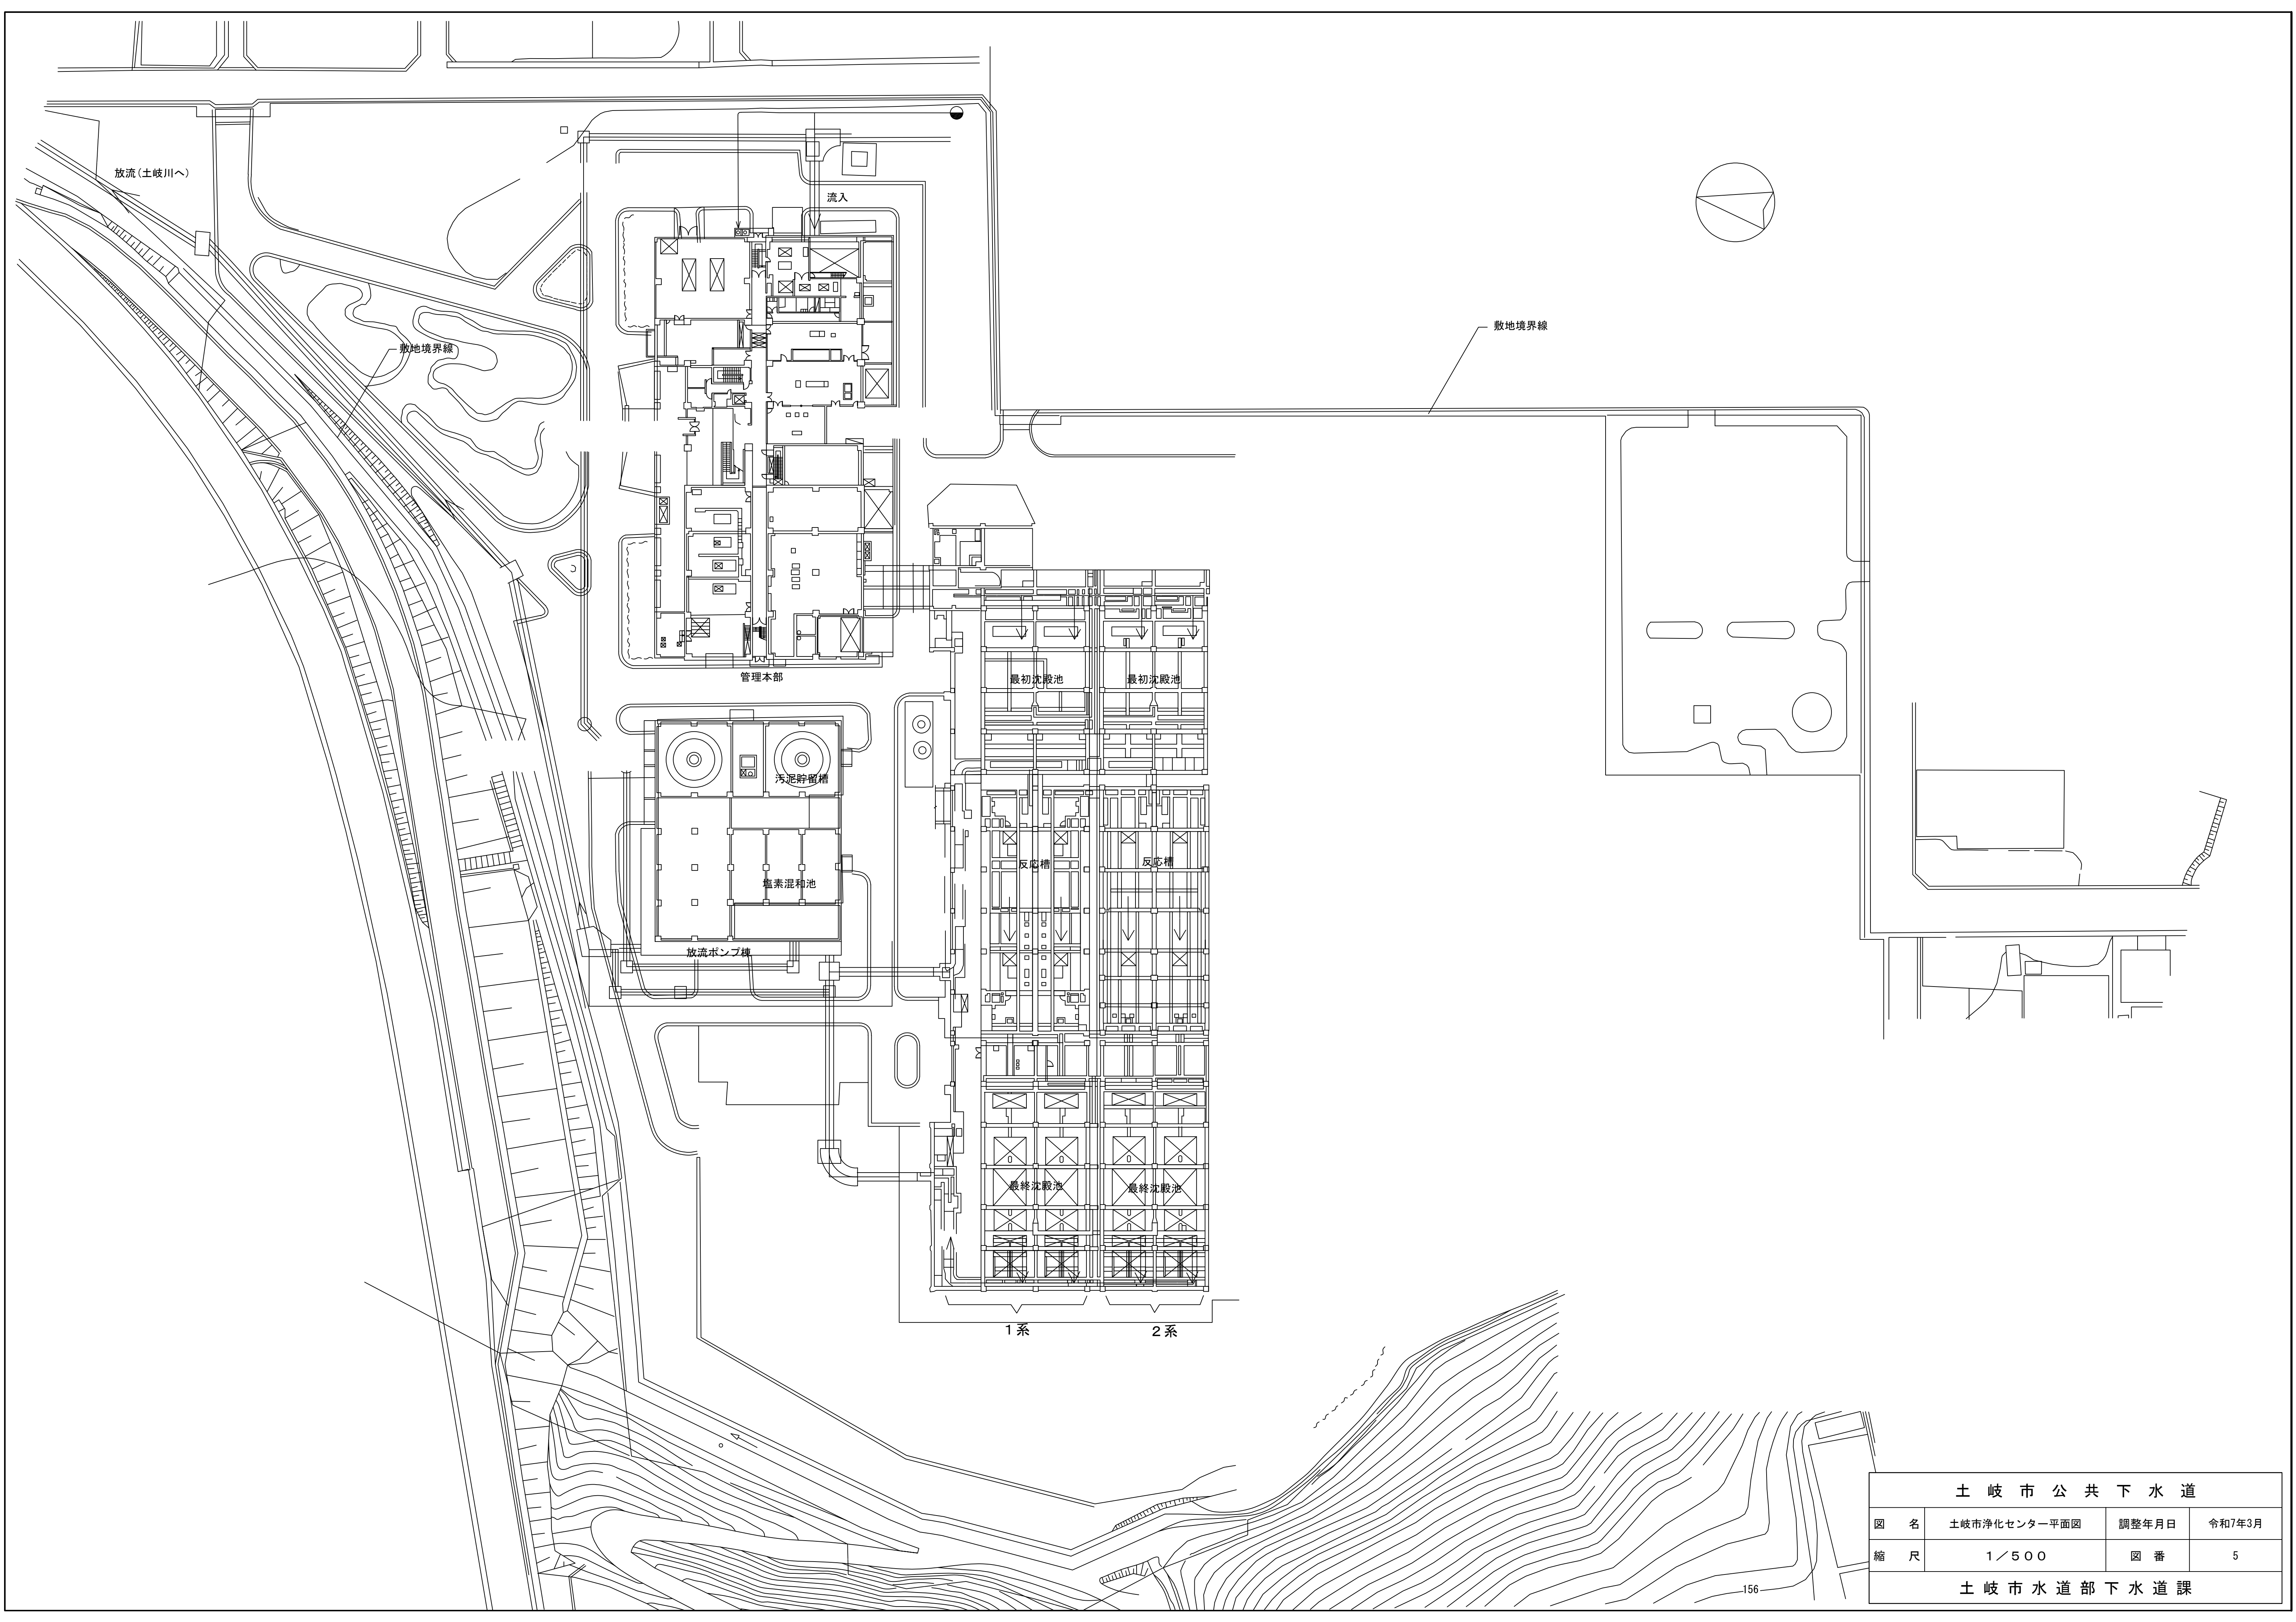 放流(土岐川へ)
流入
敷地境界線
敷地境界線
管理本部
最初沈殿池
最初沈殿池
汚泥貯留槽
反応槽
反応槽
塩素混和池
放流ポンプ棟
最終沈殿池
最終沈殿池
1系
2系
156
土岐市公共下水道
図名 土岐市浄化センター平面図 調整年月日 令和7年3月
縮尺 1/500 図番 5
土岐市水道部下水道課